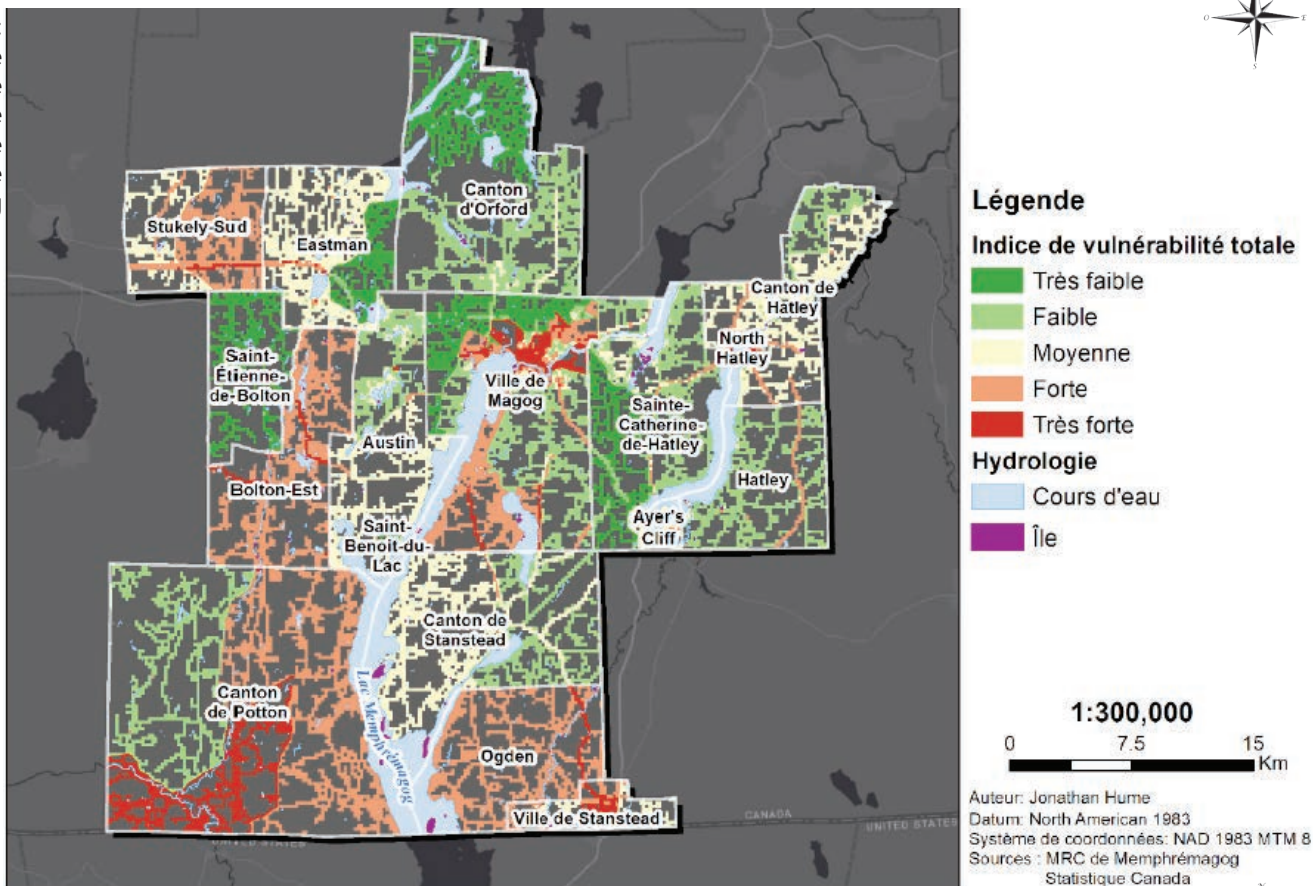 O
E
S
Canton
d'Orford
Stukely-Sud
Eastman
Canton de
Hatley
North
Hatley
Saint-
Étienne-
de-Bolton
Ville de
Magog
Sainte-
Catherine-
de-Hatley
Austin
Hatley
Bolton-Est
Ayer's
Cliff
Saint-
Benoit-du-
Lac
Canton de
Stanstead
Canton
de Potton
Lac Memphrémagog
Ogden
Ville de Stanstead
CANADA
UNITED STATES
UNITED STATES
Légende
Indice de vulnérabilité totale
Très faible
Faible
Moyenne
Forte
Très forte
Hydrologie
Cours d'eau
Île
1:300,000
0 7.5 15
Km
Auteur: Jonathan Hume
Datum: North American 1983
Système de coordonnées: NAD 1983 MTM 8
Sources : MRC de Memphrémagog
Statistique Canada